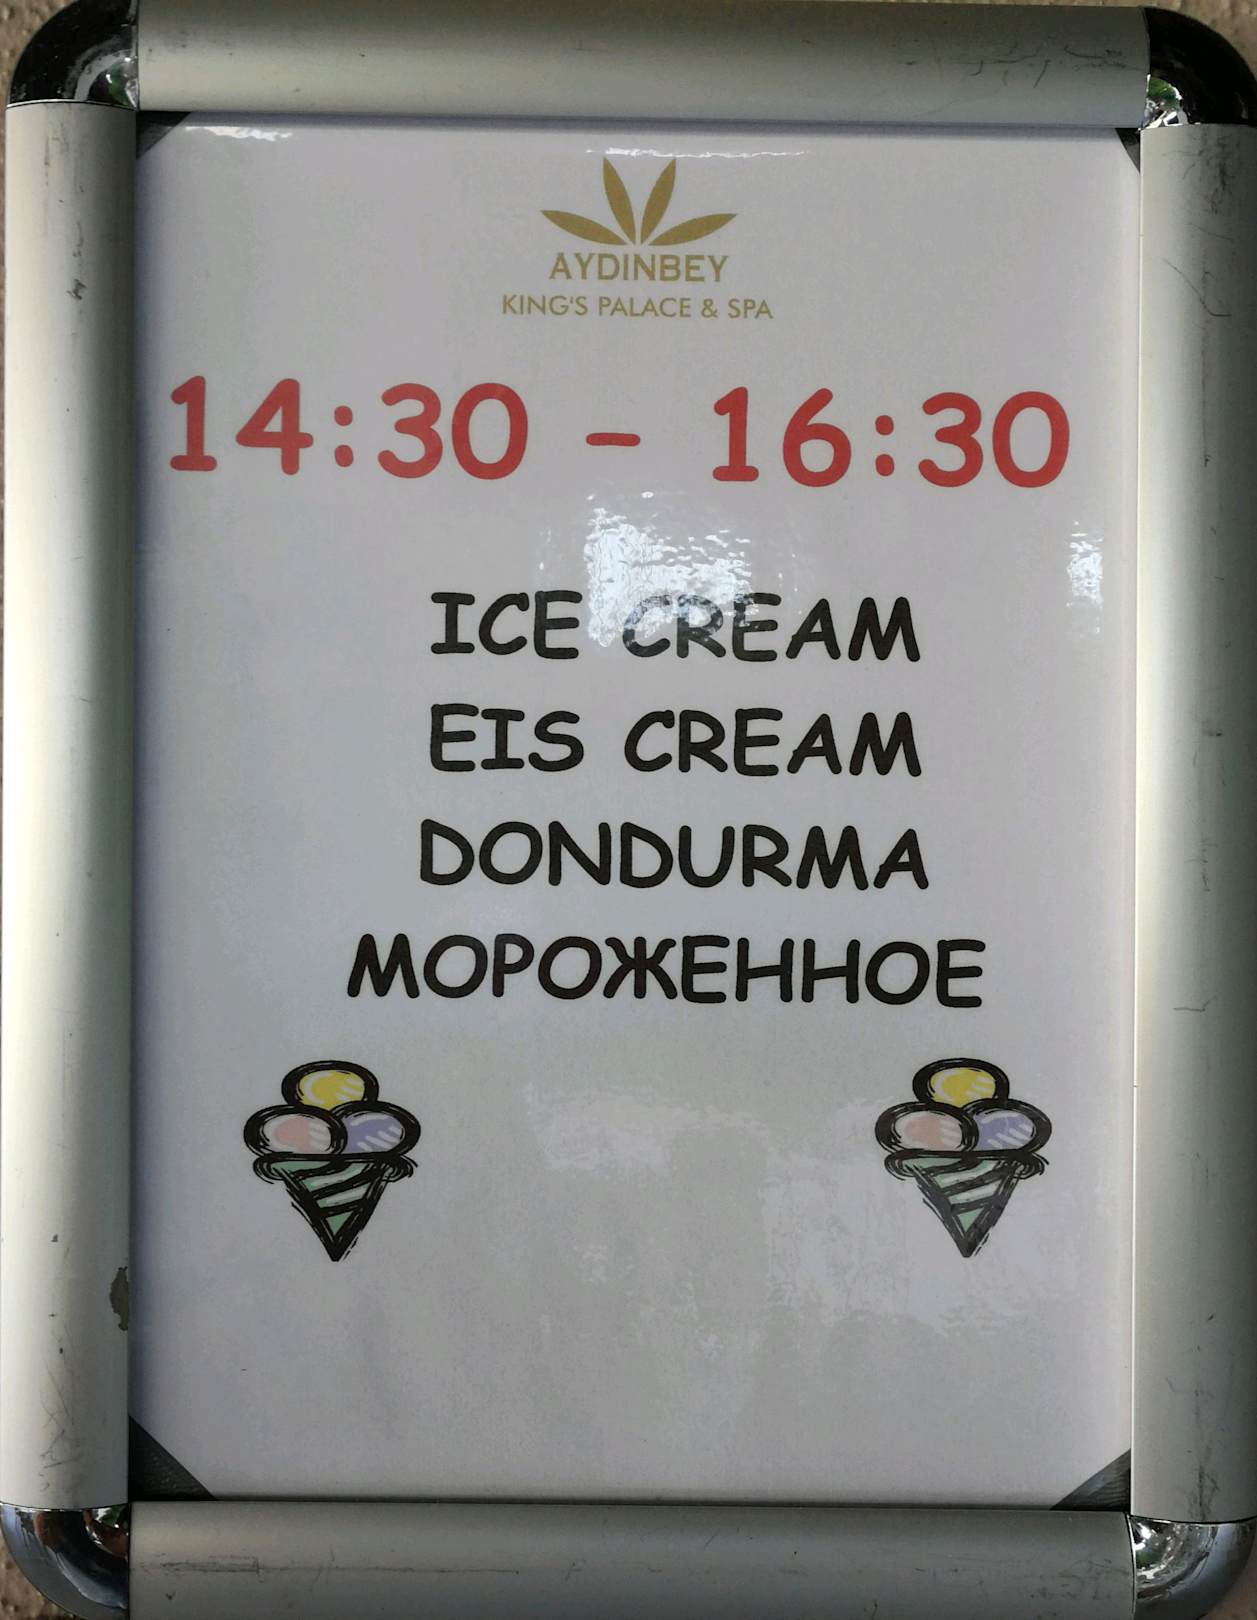 AYDINBEY
KING'S PALACE & SPA
14:30 - 16:30
ICE CREAM
EIS CREAM
DONDURMA
МОРОЖЕННОЕ